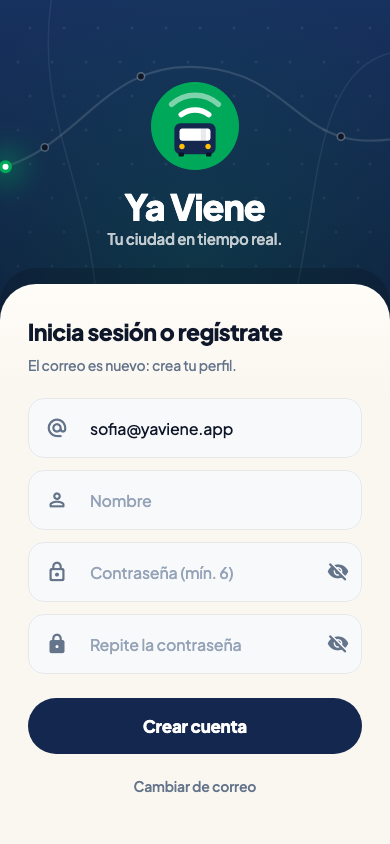 Ya Viene
Tu ciudad en tiempo real.
Inicia sesión o regístrate
El correo es nuevo: crea tu perfil.
sofia@yaviene.app
Nombre
Contraseña (mín. 6)
Repite la contraseña
Crear cuenta
Cambiar de correo